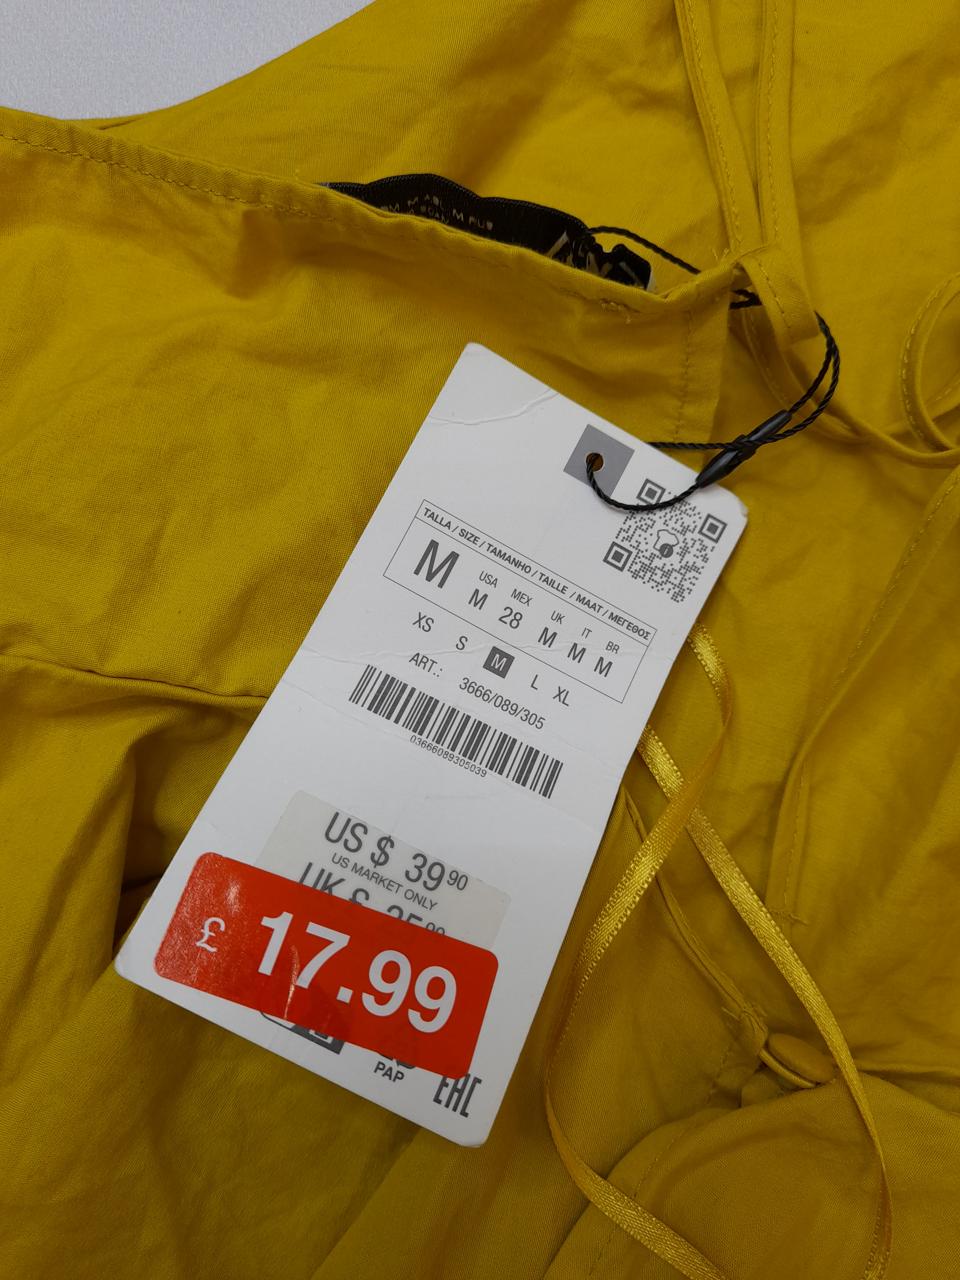 TALLA / SIZE / TAMANHO / TAILLE / MAAT / ΜΕΓΕΘΟΣ
M
USA MEX UK IT BR
M 28 M M M
XS S M L XL
ART.: 3666/089/305
03666089305039
US $ 39.90
US MARKET ONLY
UK £
£ 17.99
PAP
EAC